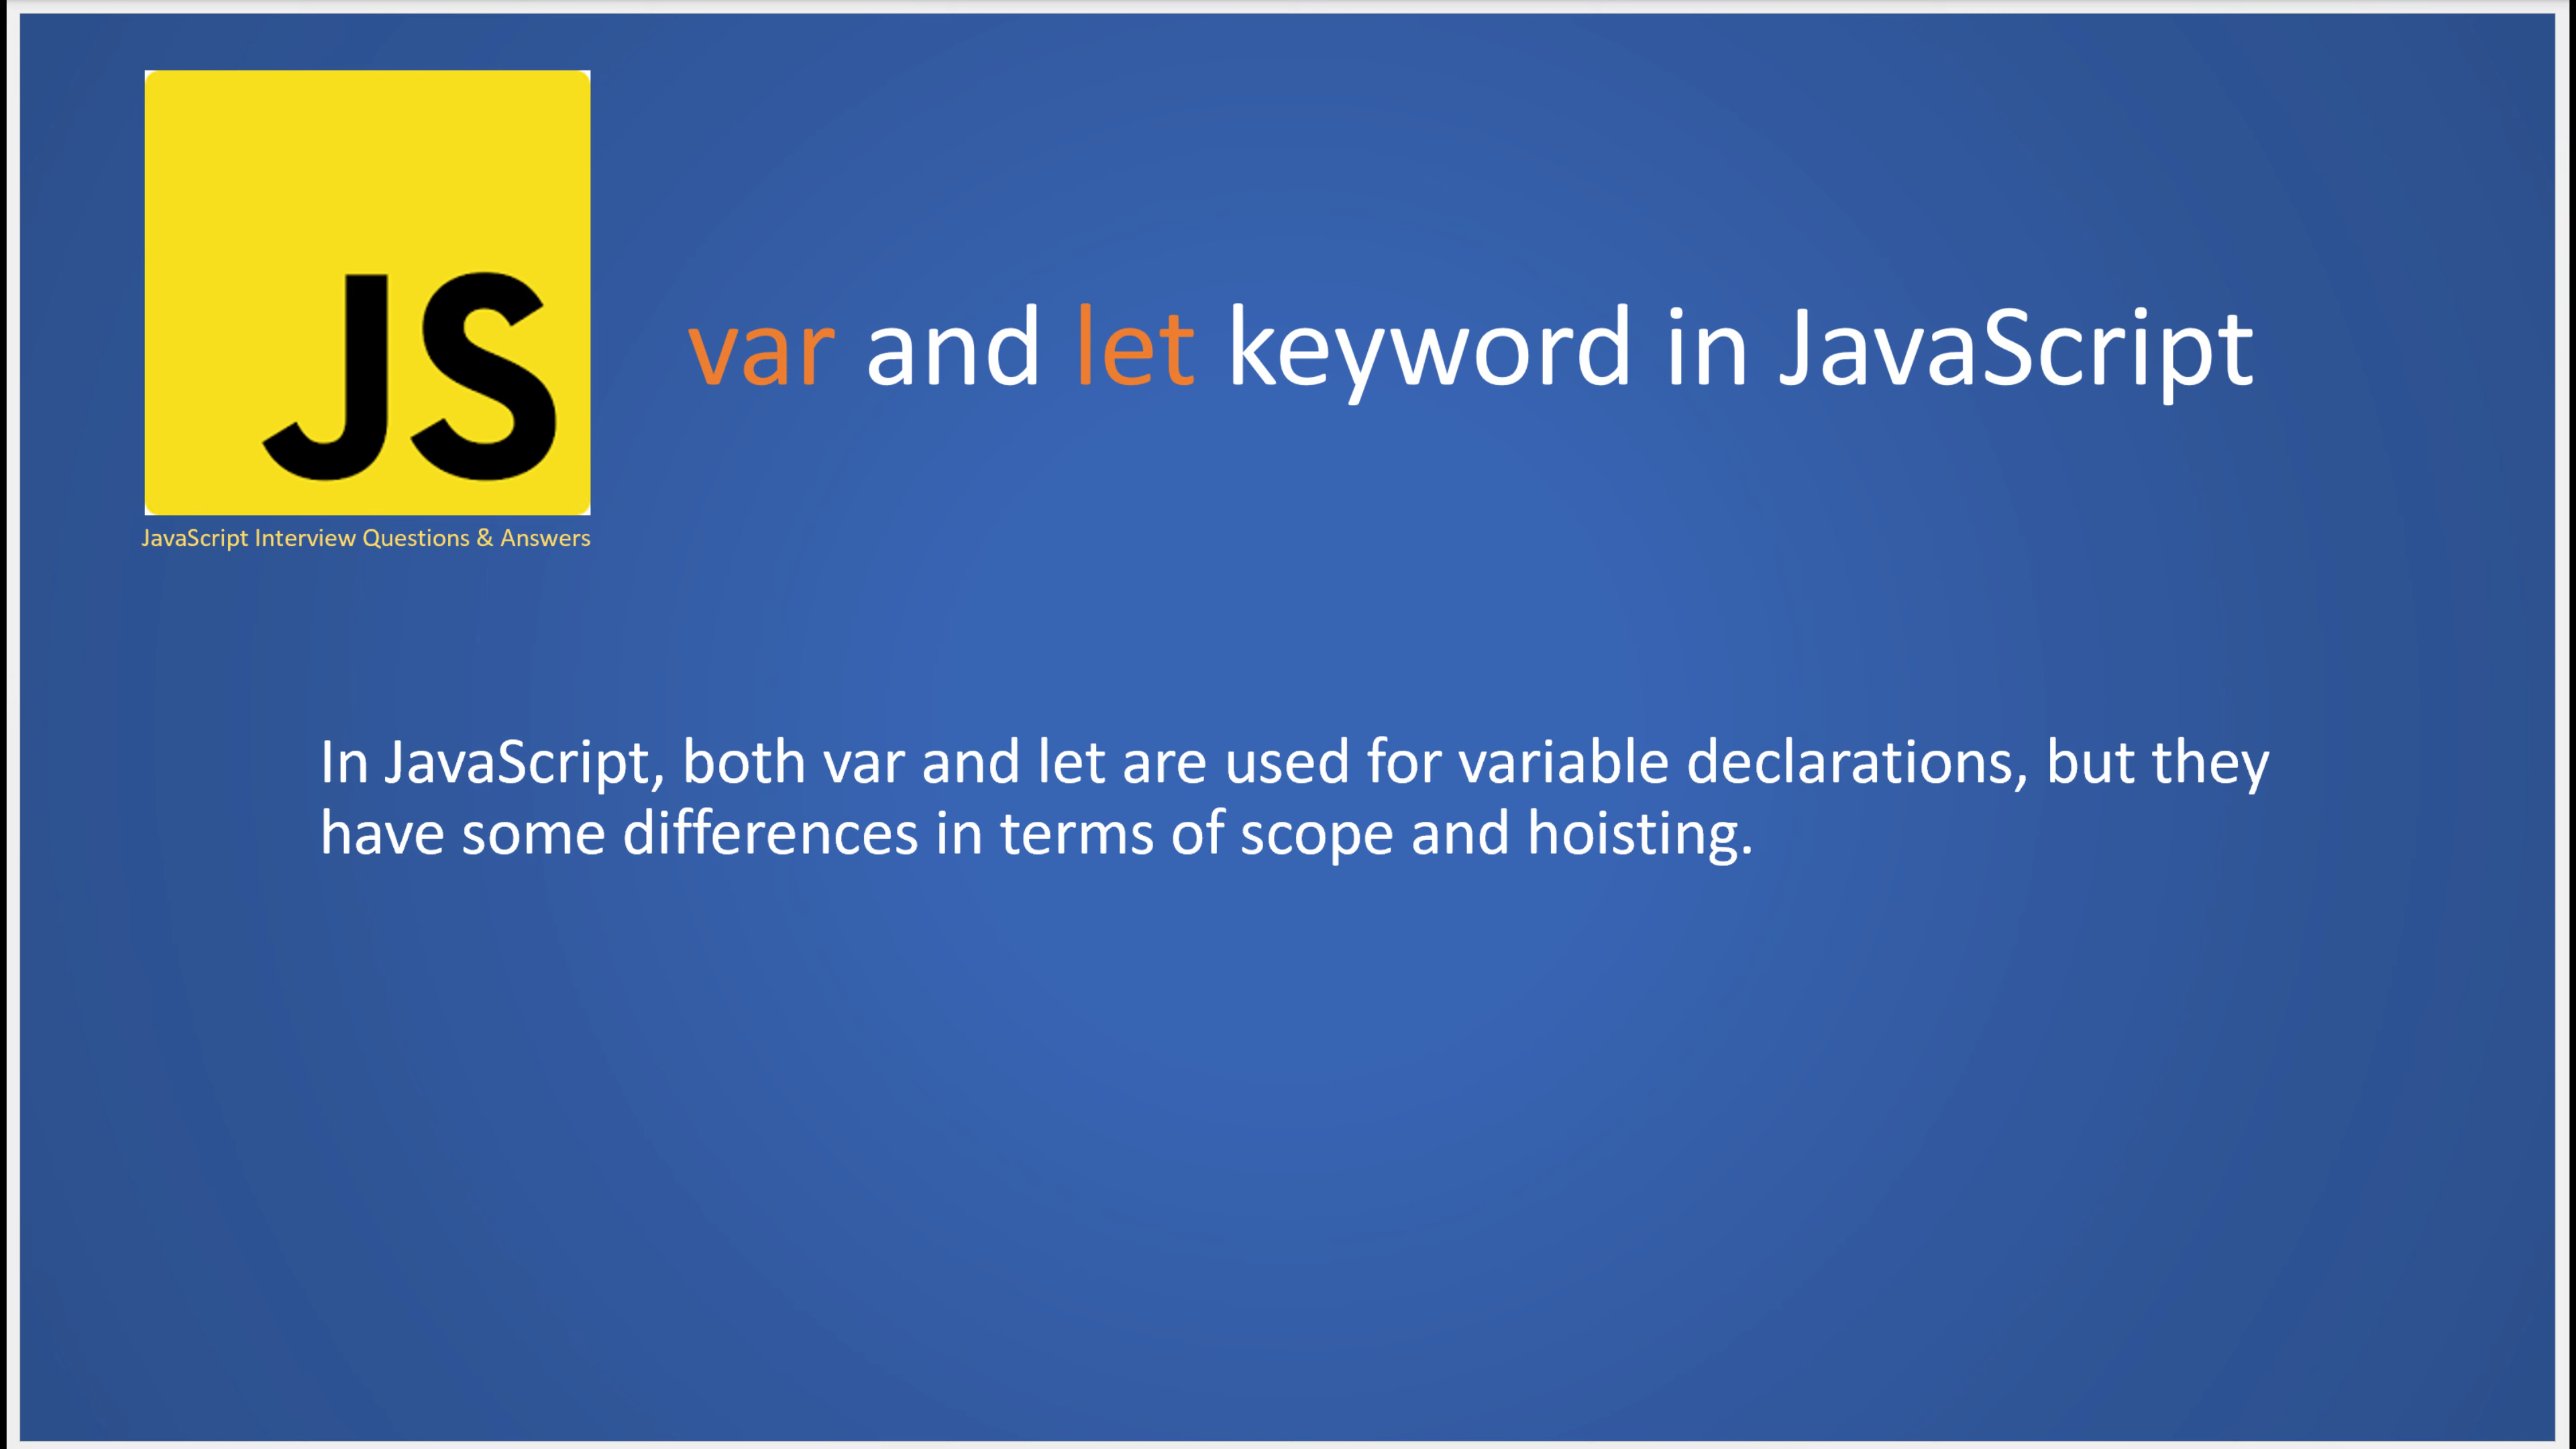 JS
var and let keyword in JavaScript
JavaScript Interview Questions & Answers
In JavaScript, both var and let are used for variable declarations, but they
have some differences in terms of scope and hoisting.